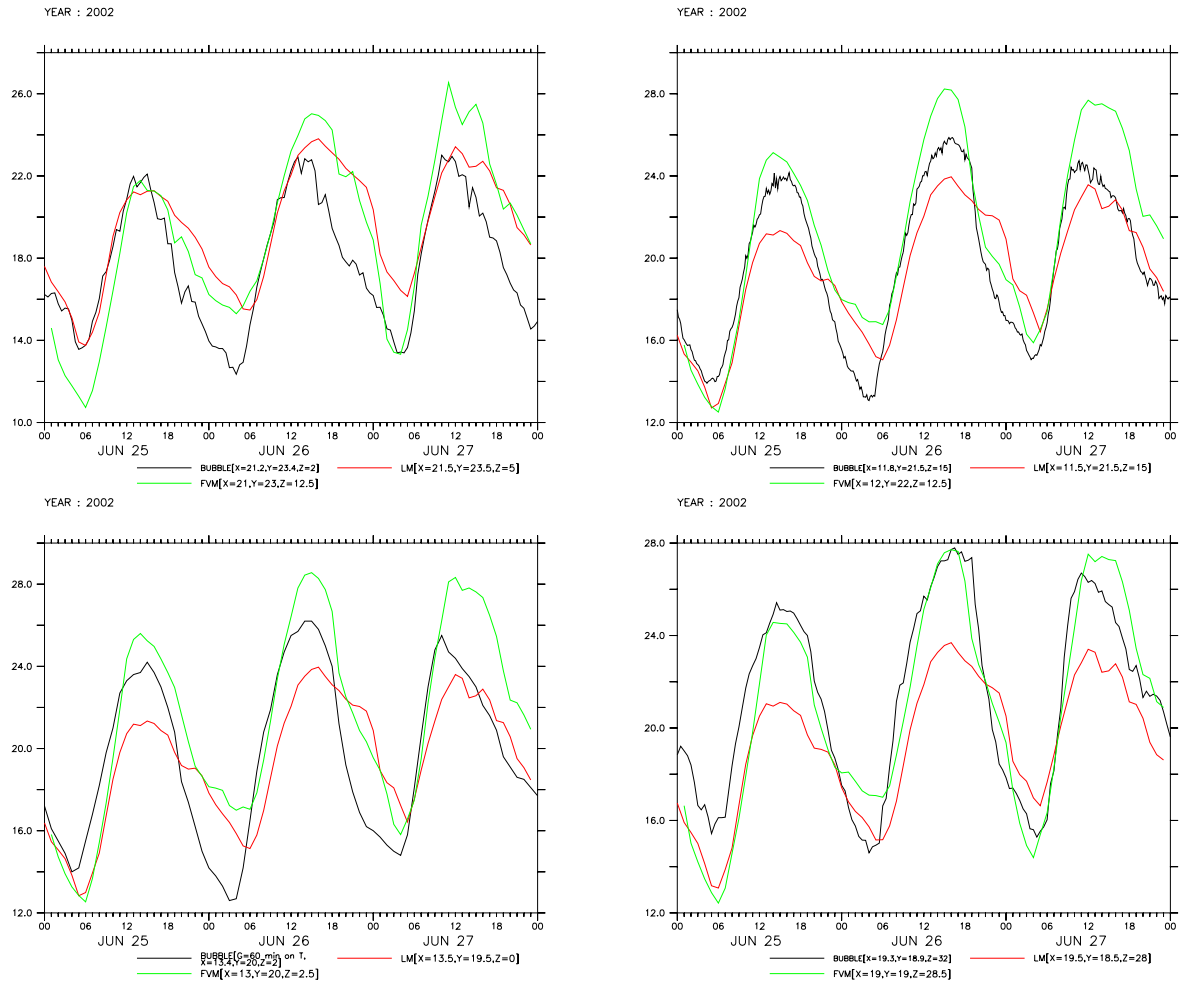 YEAR : 2002
26.0
22.0
18.0
14.0
10.0
00 06 12 18 00 06 12 18 00 06 12 18 00
JUN 25 JUN 26 JUN 27
BUBBLE[X=21.2,Y=23.4,Z=2] LM[X=21.5,Y=23.5,Z=5]
FVM[X=21,Y=23,Z=12.5]
YEAR : 2002
28.0
24.0
20.0
16.0
12.0
00 06 12 18 00 06 12 18 00 06 12 18 00
JUN 25 JUN 26 JUN 27
BUBBLE[X=11.8,Y=21.5,Z=15] LM[X=11.5,Y=21.5,Z=15]
FVM[X=12,Y=22,Z=12.5]
YEAR : 2002
28.0
24.0
20.0
16.0
12.0
00 06 12 18 00 06 12 18 00 06 12 18 00
JUN 25 JUN 26 JUN 27
BUBBLE[G=60 min on T,
X=13.4,Y=20,Z=2] LM[X=13.5,Y=19.5,Z=0]
FVM[X=13,Y=20,Z=2.5]
YEAR : 2002
28.0
24.0
20.0
16.0
12.0
00 06 12 18 00 06 12 18 00 06 12 18 00
JUN 25 JUN 26 JUN 27
BUBBLE[X=19.3,Y=18.9,Z=32] LM[X=19.5,Y=18.5,Z=28]
FVM[X=19,Y=19,Z=28.5]